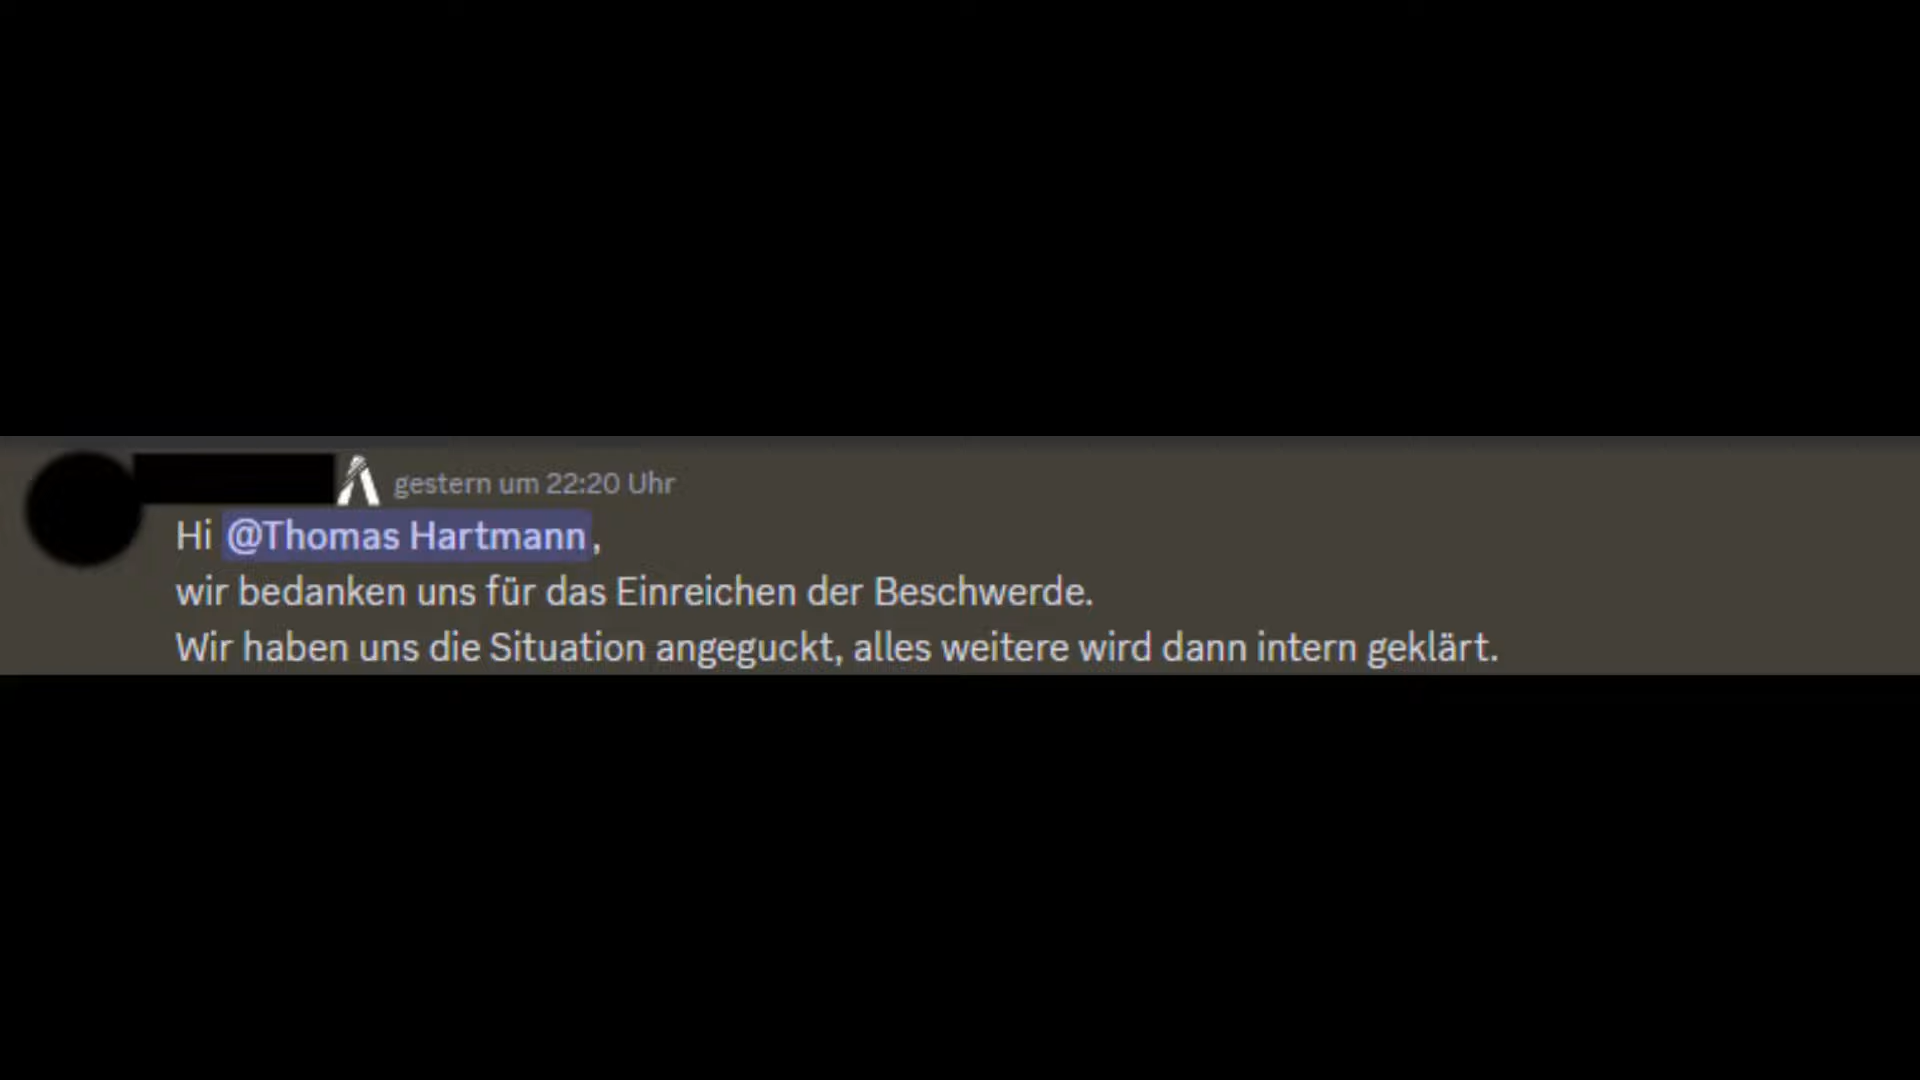 gestern um 22:20 Uhr
Hi @Thomas Hartmann,
wir bedanken uns für das Einreichen der Beschwerde.
Wir haben uns die Situation angeguckt, alles weitere wird dann intern geklärt.